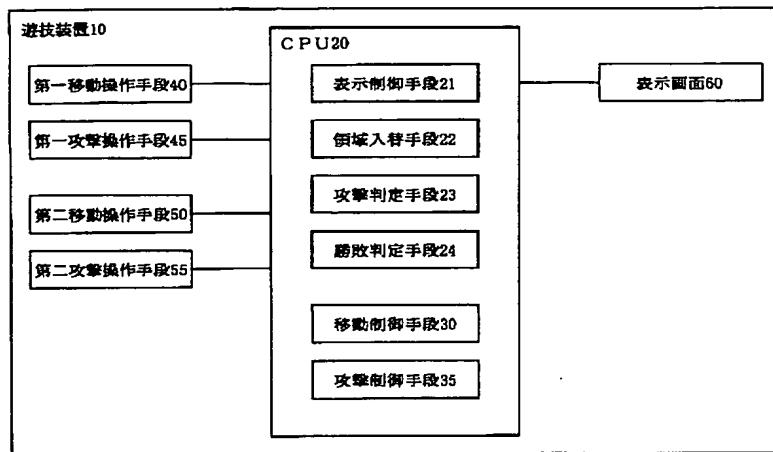 遊技装置10
CPU20
第一移動操作手段40
表示制御手段21
表示画面60
第一攻撃操作手段45
領域入替手段22
攻撃判定手段23
第二移動操作手段50
勝敗判定手段24
第二攻撃操作手段55
移動制御手段30
攻撃制御手段35